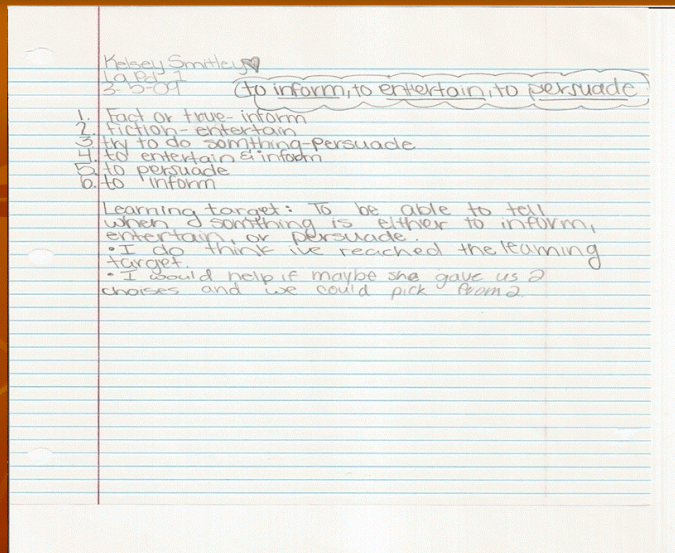 Kelsey Smitley
La Pd. 1
3-5-09
to inform, to entertain, to persuade
1. Fact or true- inform
2. fiction- entertain
3. try to do somthing-Persuade
4. to entertain & inform
5. to persuade
6. to inform
Learning target: To be able to tell
when somthing is either to inform,
entertain, or persuade.
• I do think ive reached the learning
target.
• I would help if maybe she gave us 2
choises and we could pick from 2.